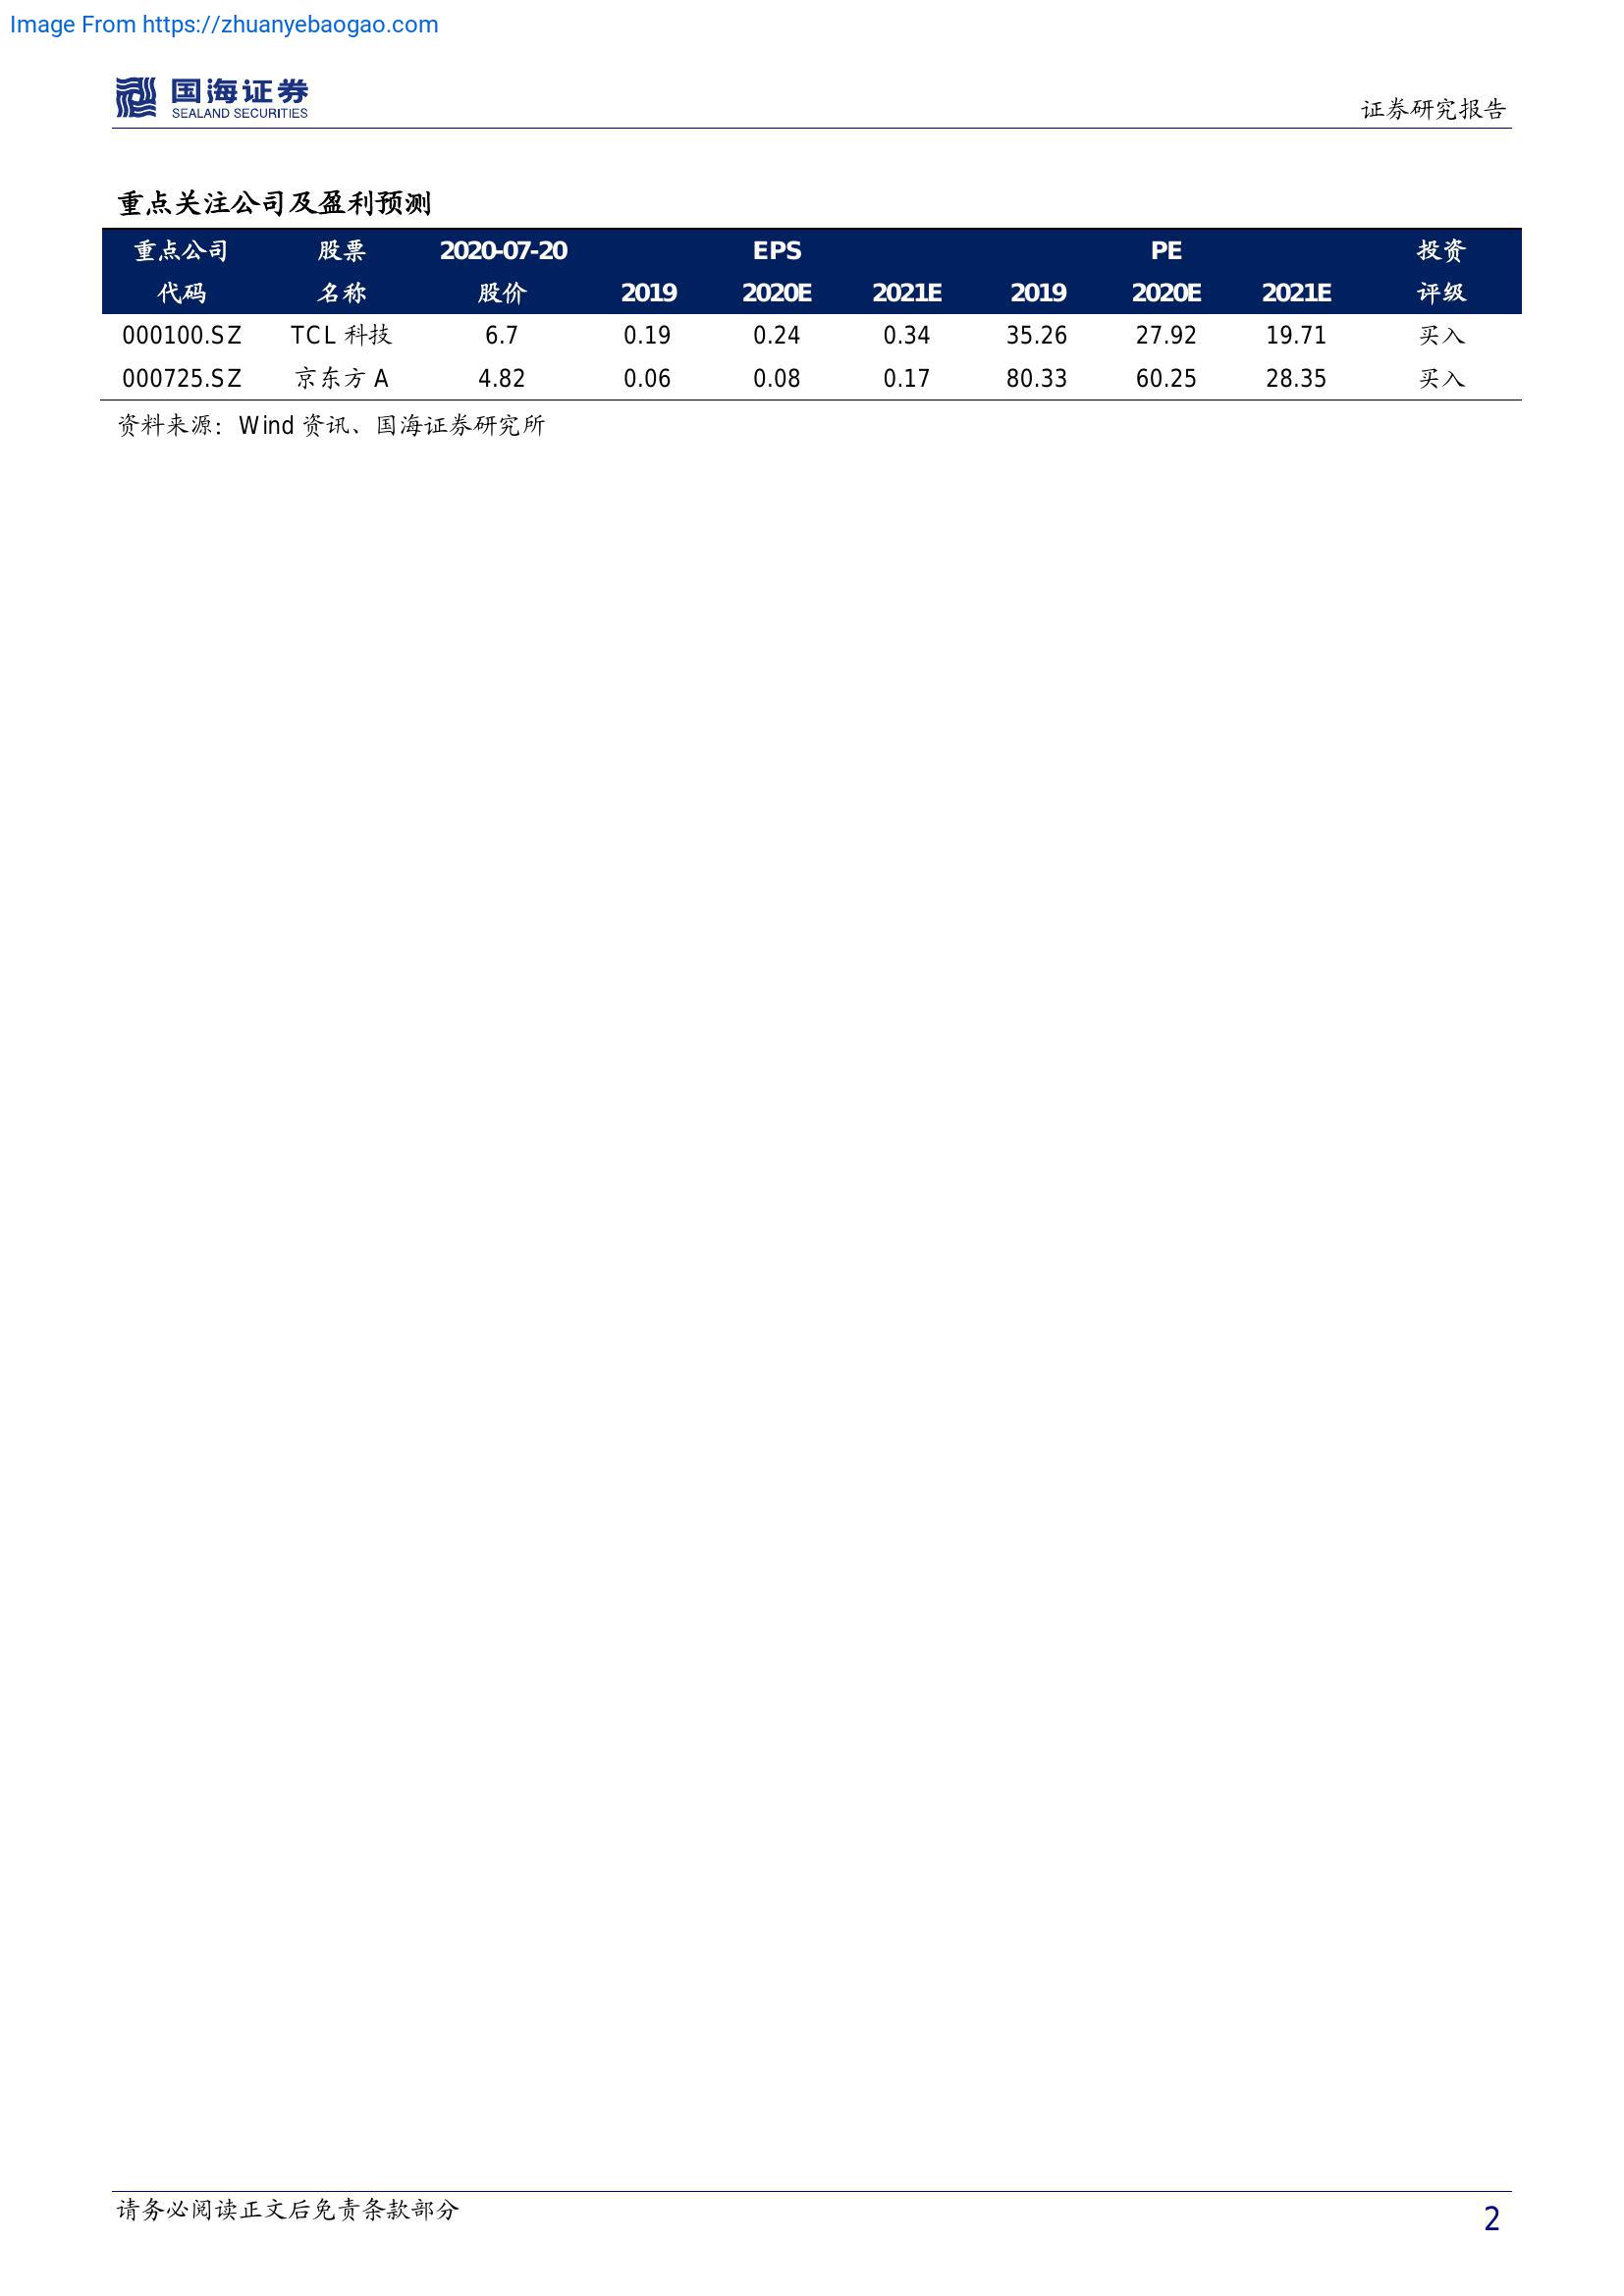 Image From https://zhuanyebaogao.com
国海证券
SEALAND SECURITIES
证券研究报告
重点关注公司及盈利预测
重点公司 股票 2020-07-20 EPS PE 投资
代码 名称 股价 2019 2020E 2021E 2019 2020E 2021E 评级
000100.SZ TCL 科技 6.7 0.19 0.24 0.34 35.26 27.92 19.71 买入
000725.SZ 京东方 A 4.82 0.06 0.08 0.17 80.33 60.25 28.35 买入
资料来源：Wind 资讯、国海证券研究所
请务必阅读正文后免责条款部分
2